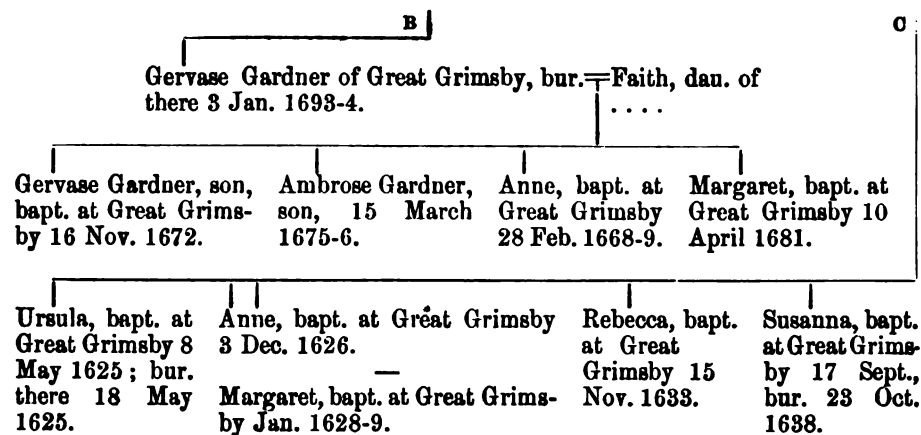 B
C
Gervase Gardner of Great Grimsby, bur.=Faith, dau. of
there 3 Jan. 1693-4.
. . . .
Gervase Gardner, son,
bapt. at Great Grims-
by 16 Nov. 1672.
Ambrose Gardner,
son, 15 March
1675-6.
Anne, bapt. at
Great Grimsby
28 Feb. 1668-9.
Margaret, bapt. at
Great Grimsby 10
April 1681.
Ursula, bapt. at
Great Grimsby 8
May 1625 ; bur.
there 18 May
1625.
Anne, bapt. at Great Grimsby
3 Dec. 1626.
—
Margaret, bapt. at Great Grims-
by Jan. 1628-9.
Rebecca, bapt.
at Great
Grimsby 15
Nov. 1633.
Susanna, bapt.
at Great Grims-
by 17 Sept.,
bur. 23 Oct.
1638.